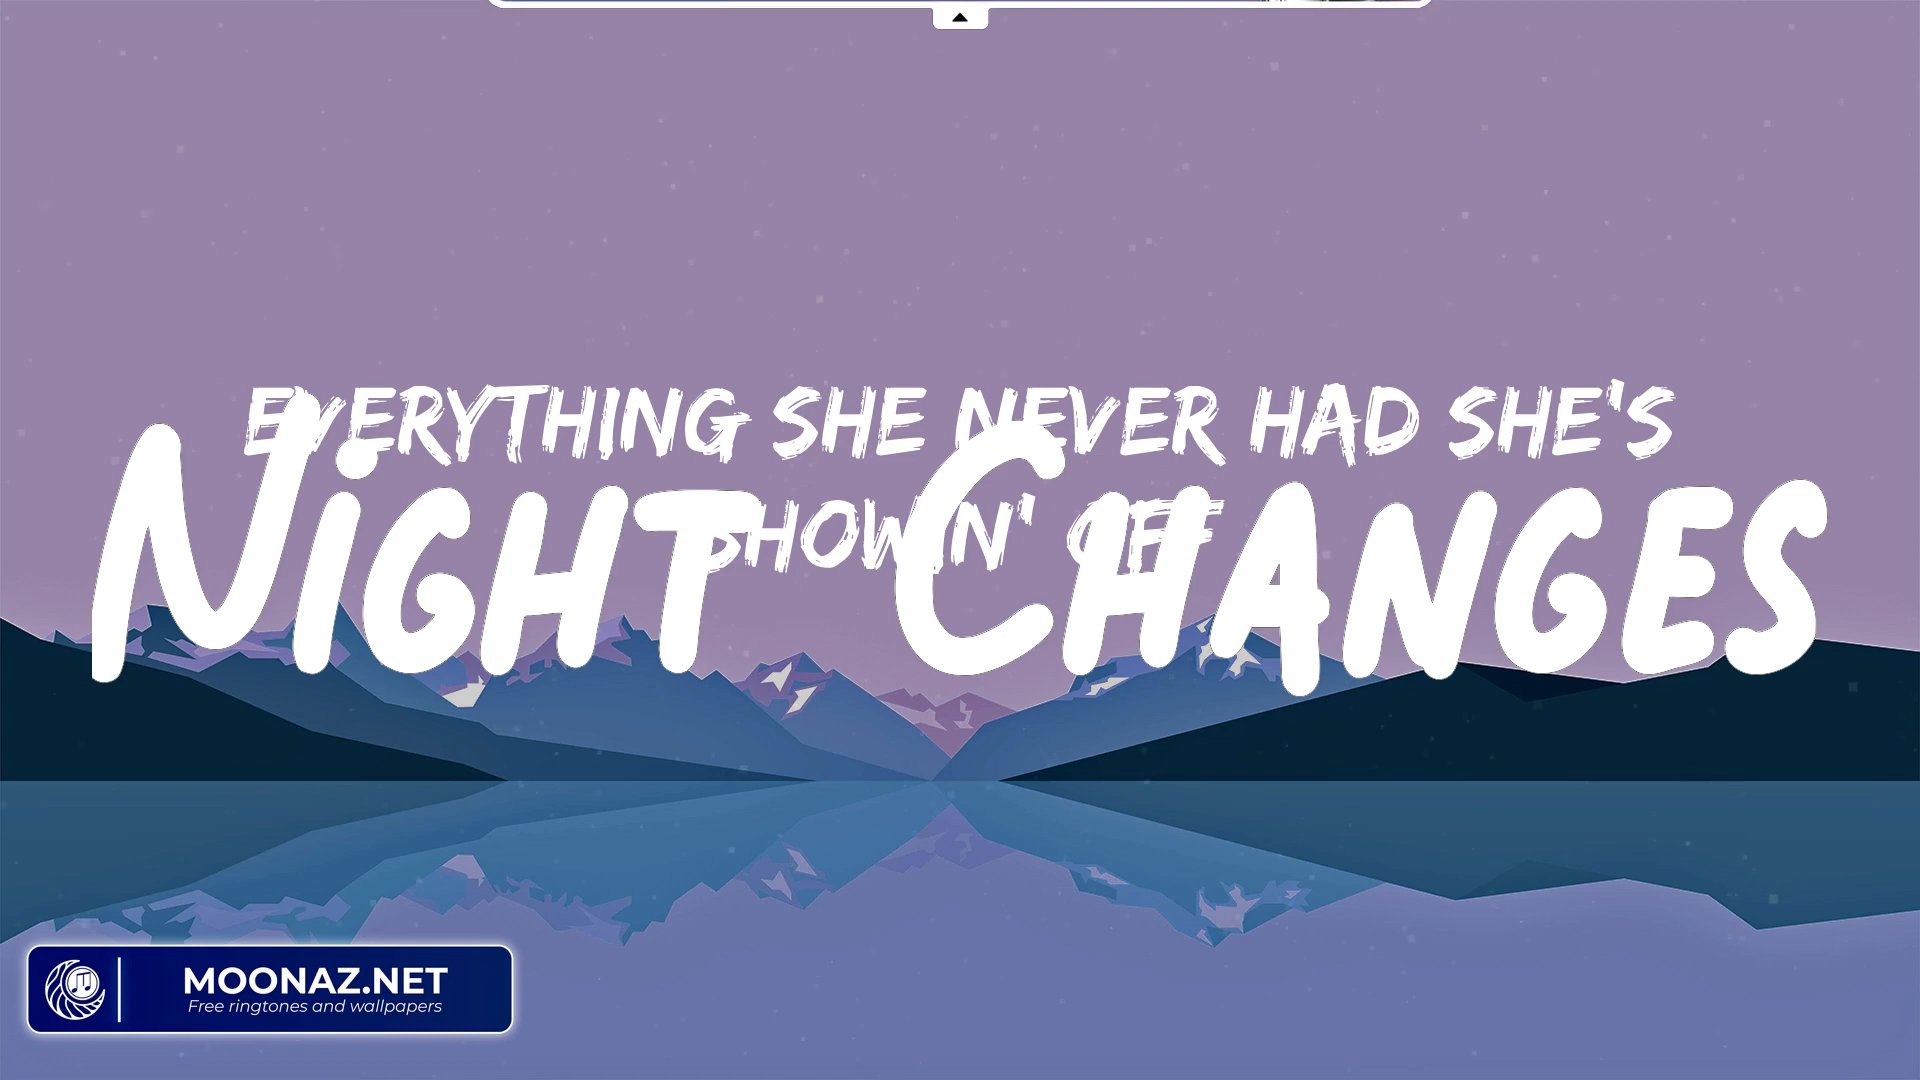 EVERYTHING SHE NEVER HAD SHE'S
SHOWIN' OFF
Night Changes
MOONAZ.NET
Free ringtones and wallpapers